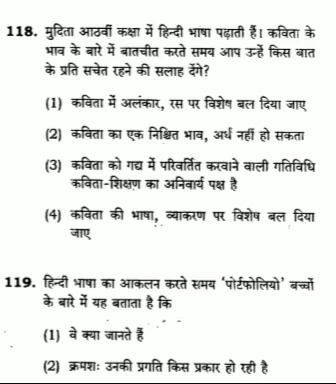 118. मुदिता आठवीं कक्षा में हिन्दी भाषा पढ़ाती हैं। कविता के
भाव के बारे में बातचीत करते समय आप उन्हें किस बात
के प्रति सचेत रहने की सलाह देंगे?
(1) कविता में अलंकार, रस पर विशेष बल दिया जाए
(2) कविता का एक निश्चित भाव, अर्थ नहीं हो सकता
(3) कविता को गद्य में परिवर्तित करवाने वाली गतिविधि
कविता-शिक्षण का अनिवार्य पक्ष है
(4) कविता की भाषा, व्याकरण पर विशेष बल दिया
जाए
119. हिन्दी भाषा का आकलन करते समय ‘पोर्टफोलियो’ बच्चों
के बारे में यह बताता है कि
(1) वे क्या जानते हैं
(2) क्रमशः उनकी प्रगति किस प्रकार हो रही है